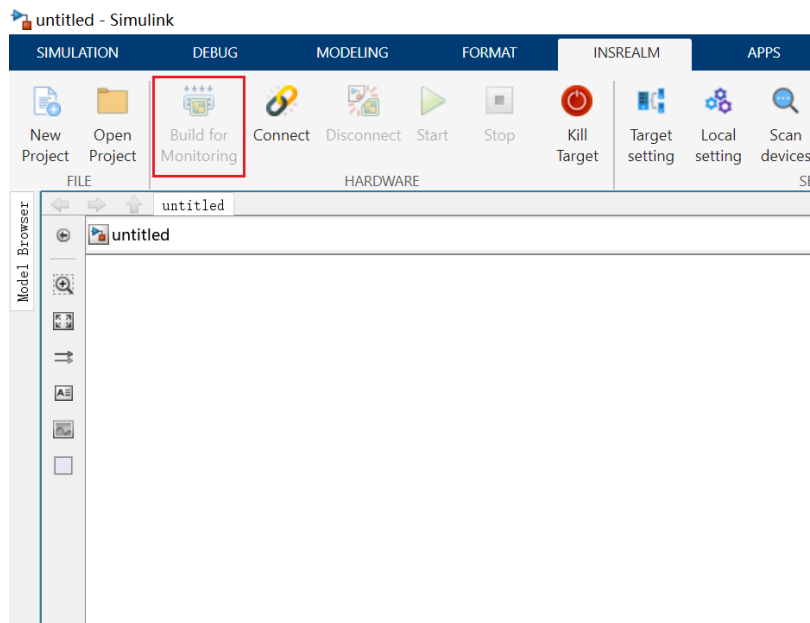 untitled - Simulink
SIMULATION DEBUG MODELING FORMAT INSREALM APPS
New Project Open Project Build for Monitoring Connect Disconnect Start Stop Kill Target Target setting Local setting Scan devices
FILE HARDWARE
untitled
untitled
Model Browser